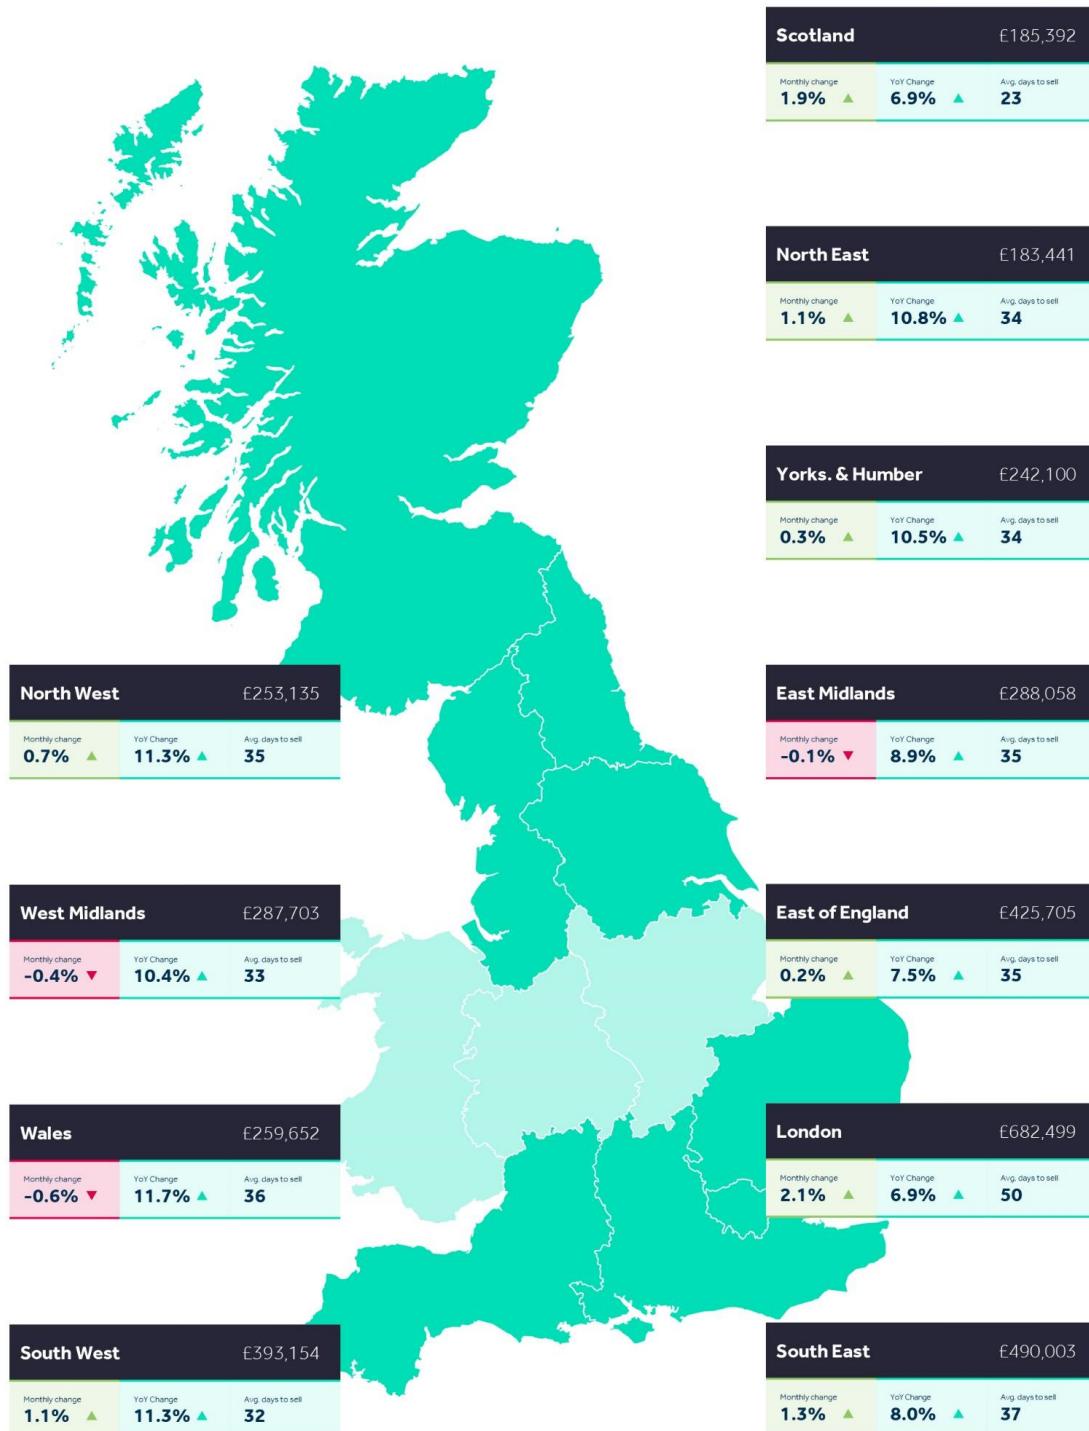 Scotland £185,392
Monthly change YoY Change Avg. days to sell
1.9% 6.9% 23
North East £183,441
Monthly change YoY Change Avg. days to sell
1.1% 10.8% 34
Yorks. & Humber £242,100
Monthly change YoY Change Avg. days to sell
0.3% 10.5% 34
North West £253,135
Monthly change YoY Change Avg. days to sell
0.7% 11.3% 35
East Midlands £288,058
Monthly change YoY Change Avg. days to sell
-0.1% 8.9% 35
West Midlands £287,703
Monthly change YoY Change Avg. days to sell
-0.4% 10.4% 33
East of England £425,705
Monthly change YoY Change Avg. days to sell
0.2% 7.5% 35
Wales £259,652
Monthly change YoY Change Avg. days to sell
-0.6% 11.7% 36
London £682,499
Monthly change YoY Change Avg. days to sell
2.1% 6.9% 50
South West £393,154
Monthly change YoY Change Avg. days to sell
1.1% 11.3% 32
South East £490,003
Monthly change YoY Change Avg. days to sell
1.3% 8.0% 37